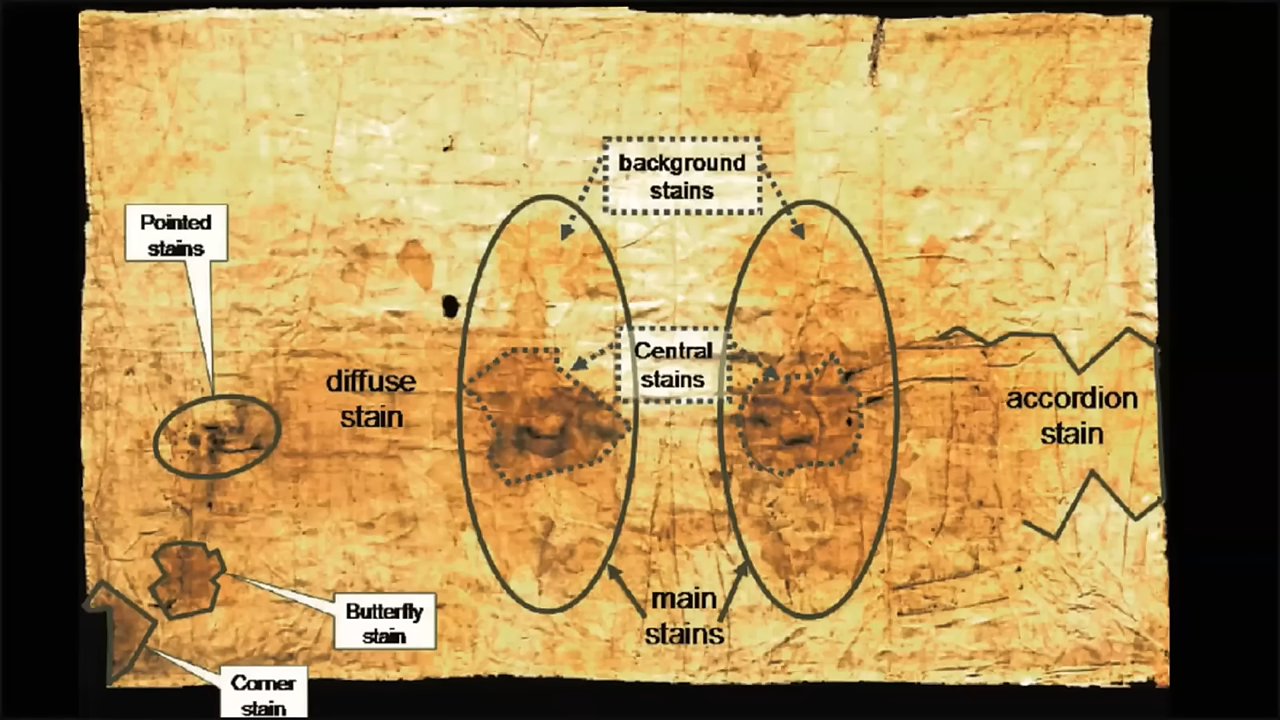 background
stains
Pointed
stains
Central
stains
diffuse
stain
accordion
stain
main
stains
Butterfly
stain
Corner
stain